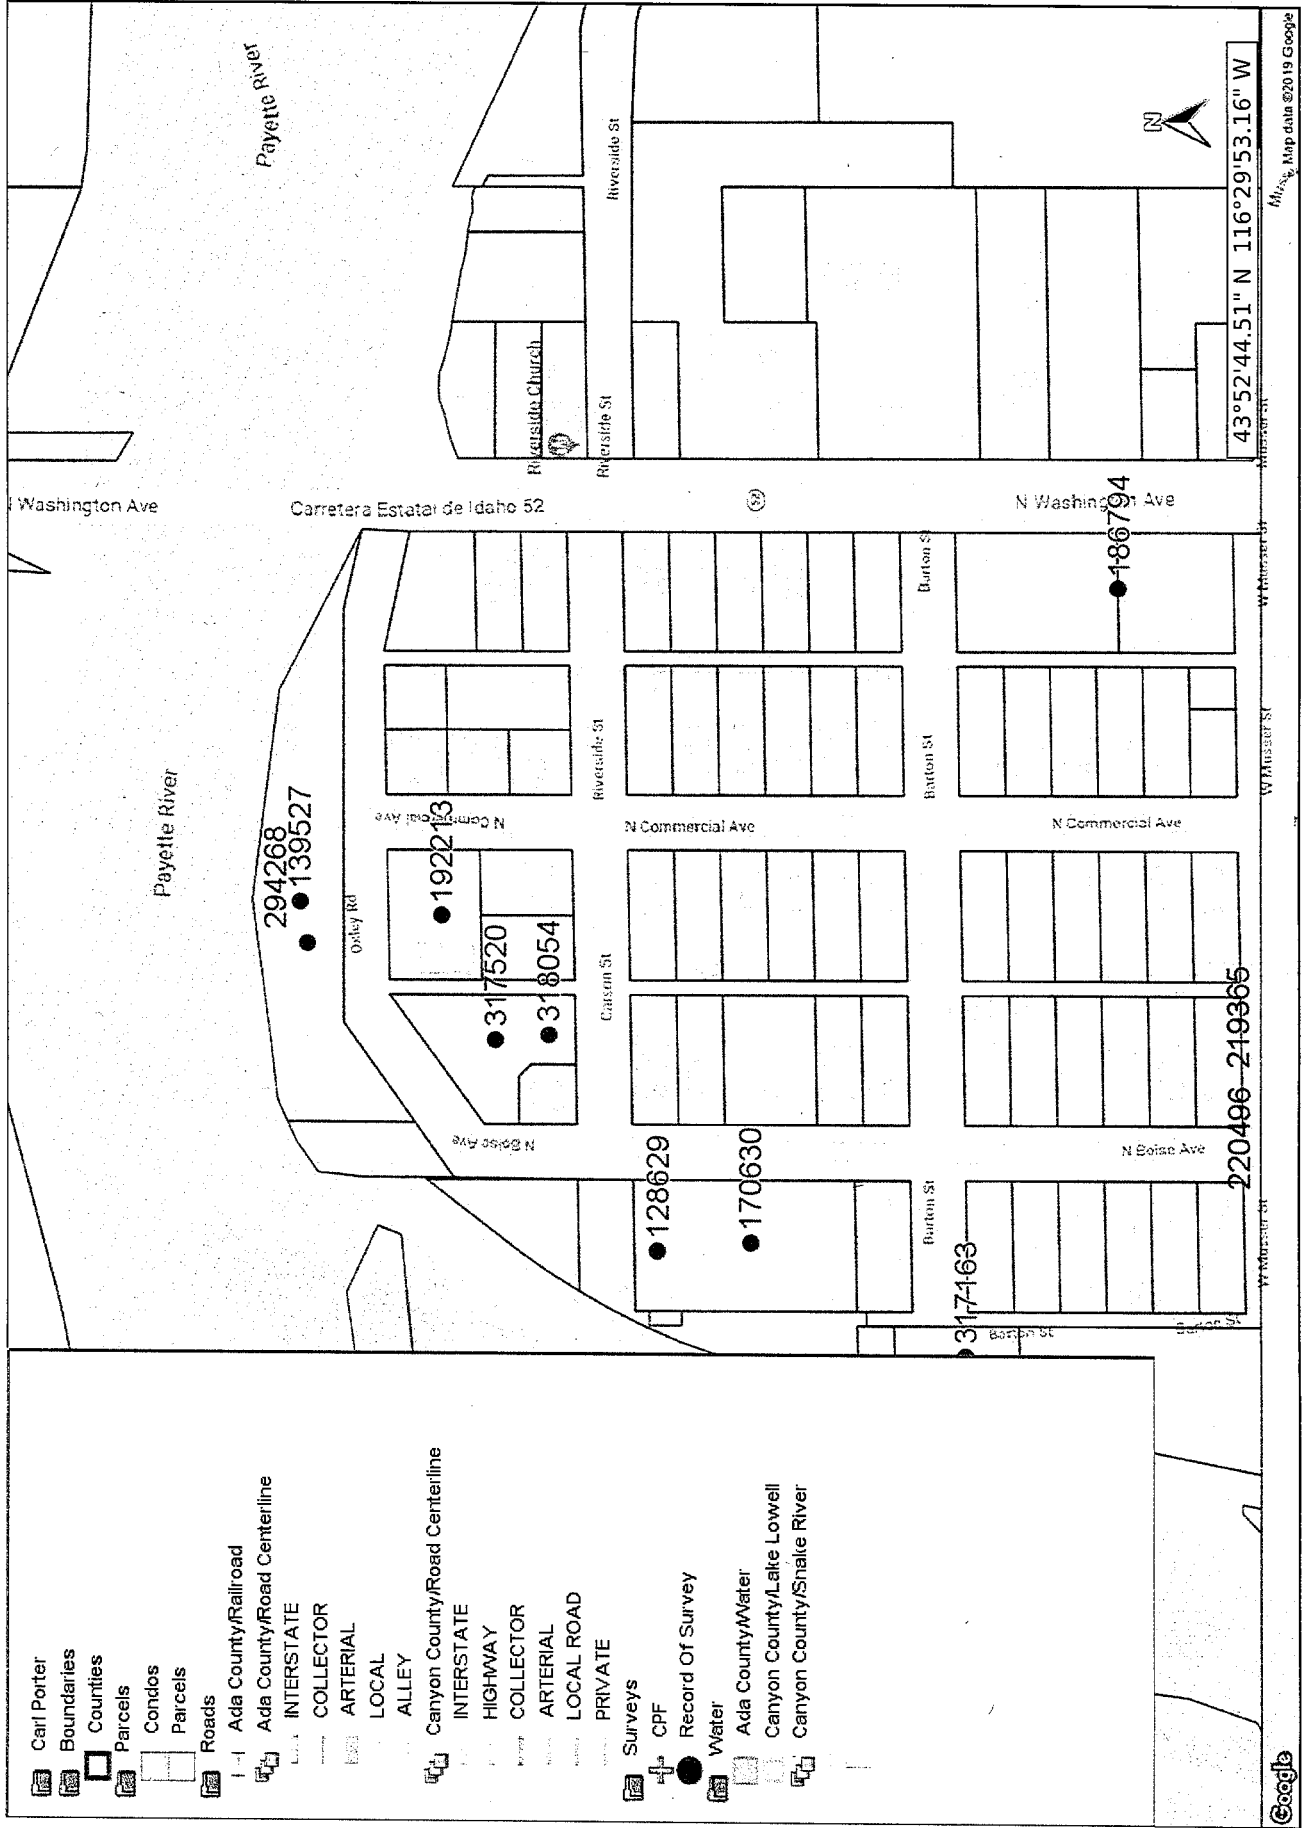 Carl Porter
Boundaries
Counties
Parcels
Condos
Parcels
Roads
Ada County/Railroad
Ada County/Road Centerline
INTERSTATE
COLLECTOR
ARTERIAL
LOCAL
ALLEY
Canyon County/Road Centerline
INTERSTATE
HIGHWAY
COLLECTOR
ARTERIAL
LOCAL ROAD
PRIVATE
Surveys
CPF
Record Of Survey
Water
Ada County/Water
Canyon County/Lake Lowell
Canyon County/Snake River
Payette River
Payette River
N Washington Ave
Carretera Estatal de Idaho 52
52
N Washington Ave
Riverside Church
Riverside St
Riverside St
Riverside St
294268
139527
Oxley Rd
N Commercial Ave
192213
317520
318054
N Commercial Ave
N Commercial Ave
Carson St
N Boise Ave
N Boise Ave
128629
170630
Barton St
Barton St
Barton St
Barton St
317163
186794
220496
219365
W Musser St
W Musser St
W Musser St
Musser St
N
43°52'44.51" N 116°29'53.16" W
Map data ©2019 Google
Google